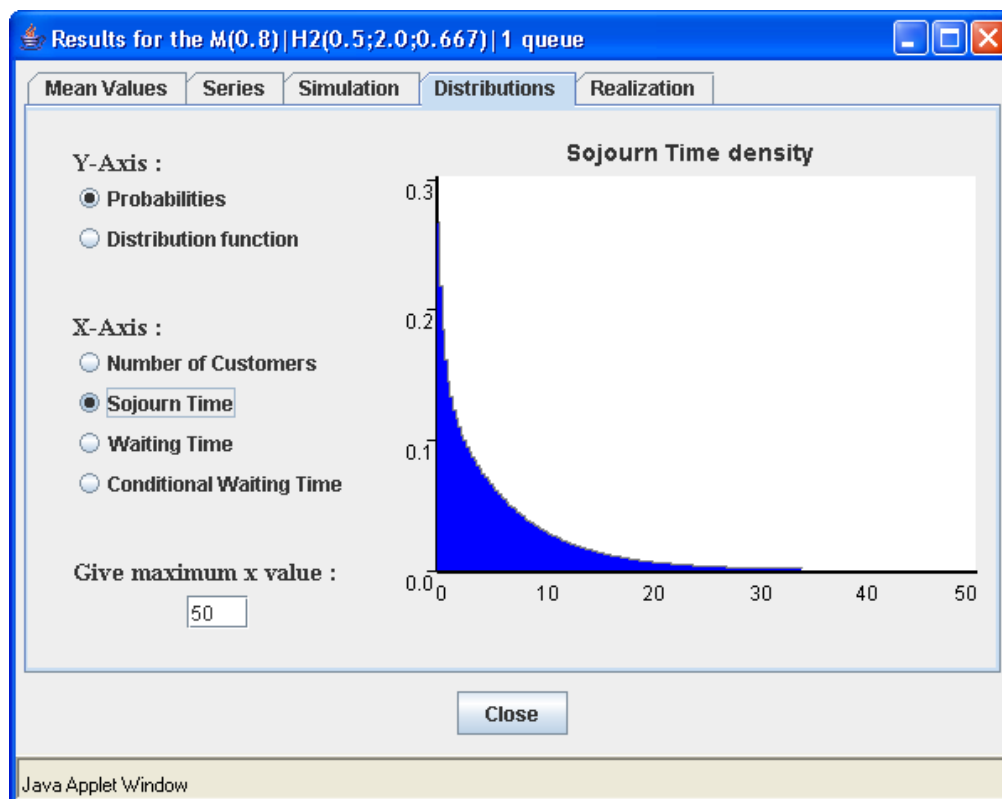 Results for the M(0.8)|H2(0.5;2.0;0.667)|1 queue
Mean Values Series Simulation Distributions Realization
Y-Axis :
Probabilities
Distribution function
X-Axis :
Number of Customers
Sojourn Time
Waiting Time
Conditional Waiting Time
Give maximum x value :
50
Sojourn Time density
0.3
0.2
0.1
0.0
0 10 20 30 40 50
Close
Java Applet Window